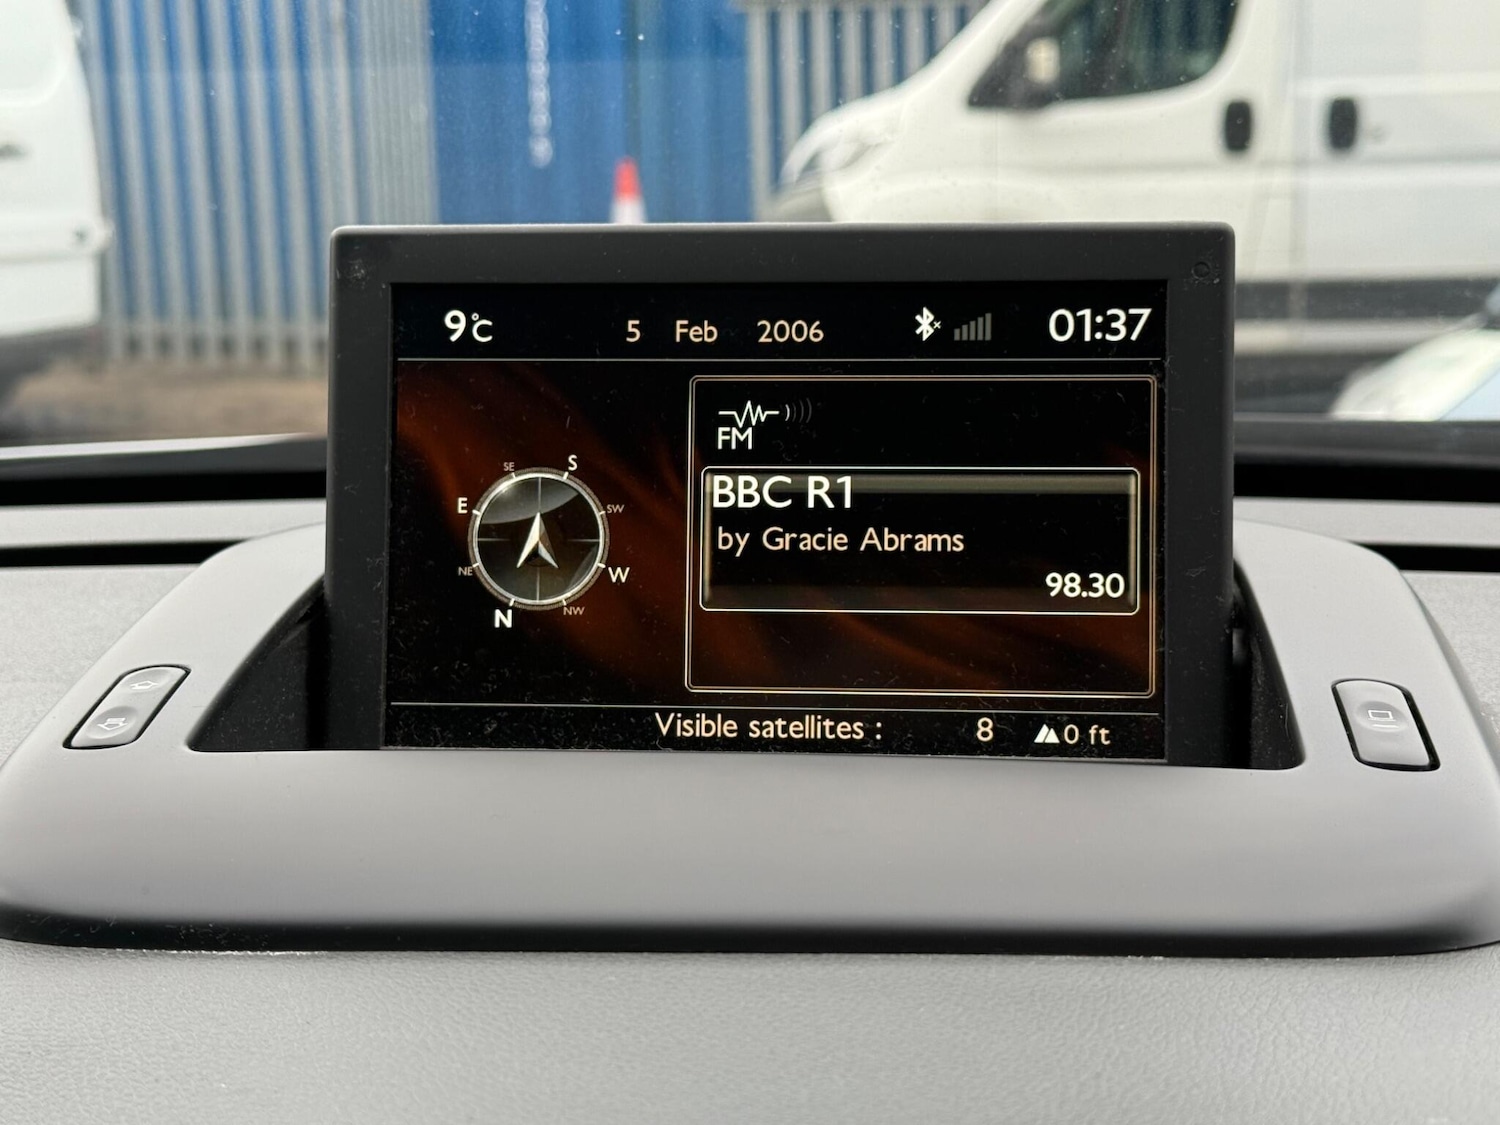 9°C 5 Feb 2006 01:37
FM
BBC R1
by Gracie Abrams
98.30
SE S
E SW
NE W
N NW
Visible satellites : 8 0 ft